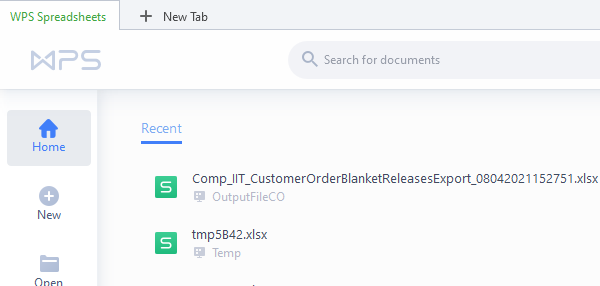 WPS Spreadsheets
New Tab
WPS
Search for documents
Home
New
Open
Recent
Comp_IIT_CustomerOrderBlanketReleasesExport_08042021152751.xlsx
OutputFileCO
tmp5B42.xlsx
Temp